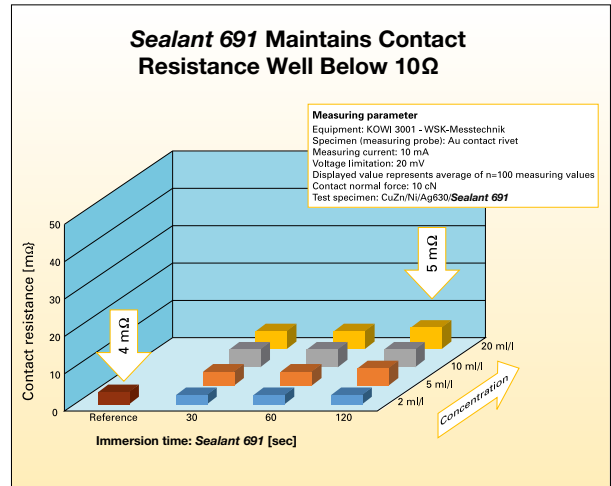 Sealant 691 Maintains Contact
Resistance Well Below 10Ω
Measuring parameter
Equipment: KOWI 3001 - WSK-Messtechnik
Specimen (measuring probe): Au contact rivet
Measuring current: 10 mA
Voltage limitation: 20 mV
Displayed value represents average of n=100 measuring values
Contact normal force: 10 cN
Test specimen: CuZn/Ni/Ag630/Sealant 691
Contact resistance [mΩ}
50
40
30
20
10
0
4 mΩ
5 mΩ
20 ml/l
10 ml/l
5 ml/l
2 ml/l
Concentration
Reference 30 60 120
Immersion time: Sealant 691 [sec]